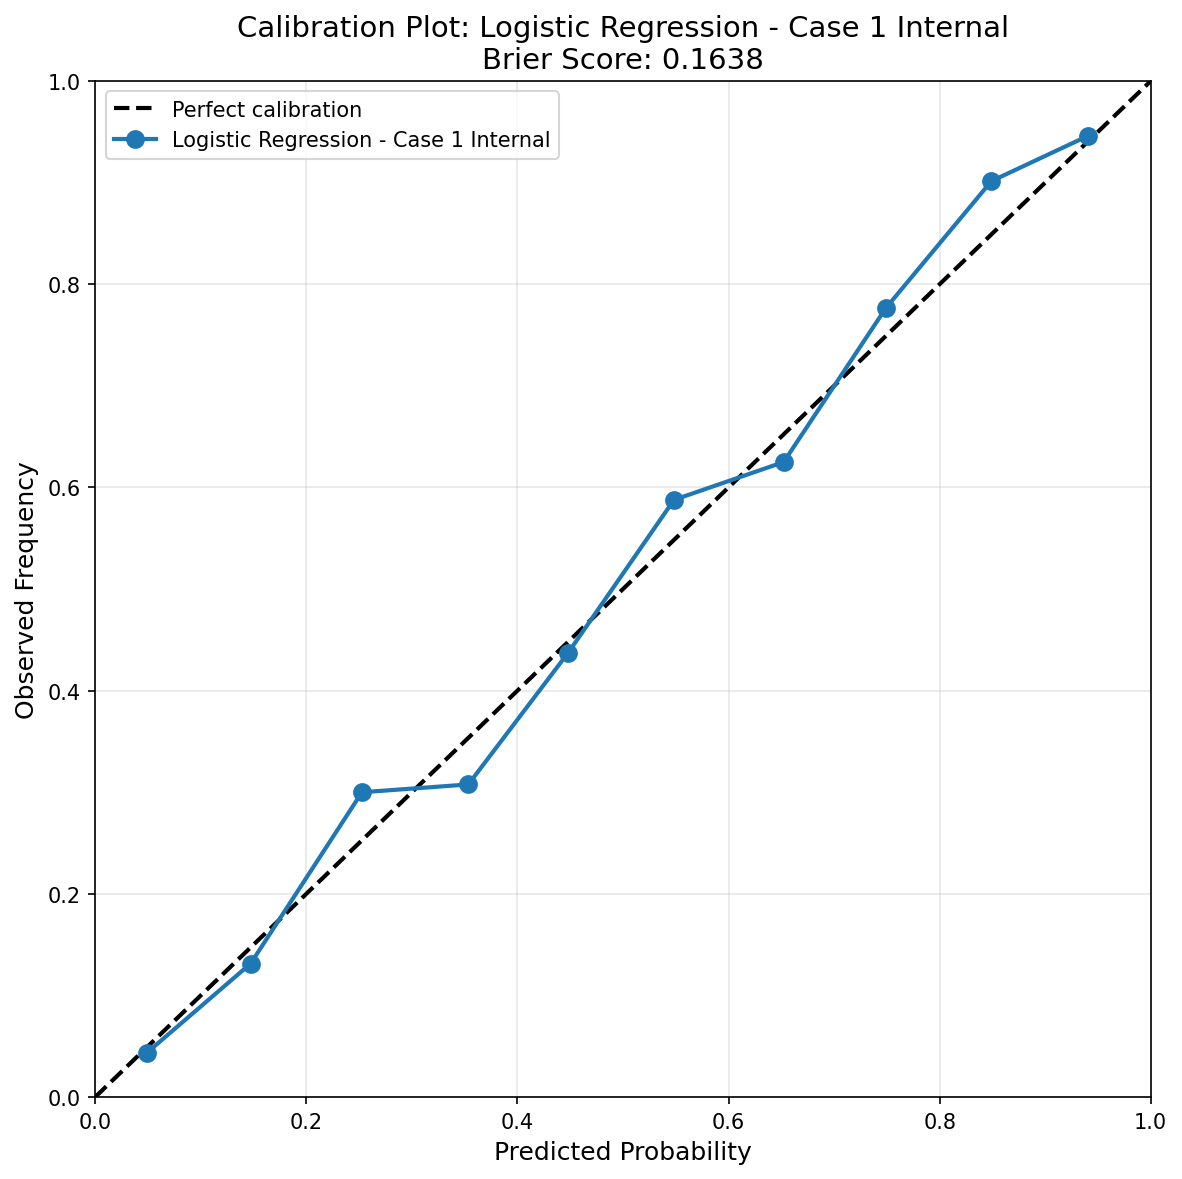 Calibration Plot: Logistic Regression - Case 1 Internal
Brier Score: 0.1638
Perfect calibration
Logistic Regression - Case 1 Internal
1.0
0.8
0.6
0.4
0.2
0.0
Observed Frequency
0.0 0.2 0.4 0.6 0.8 1.0
Predicted Probability